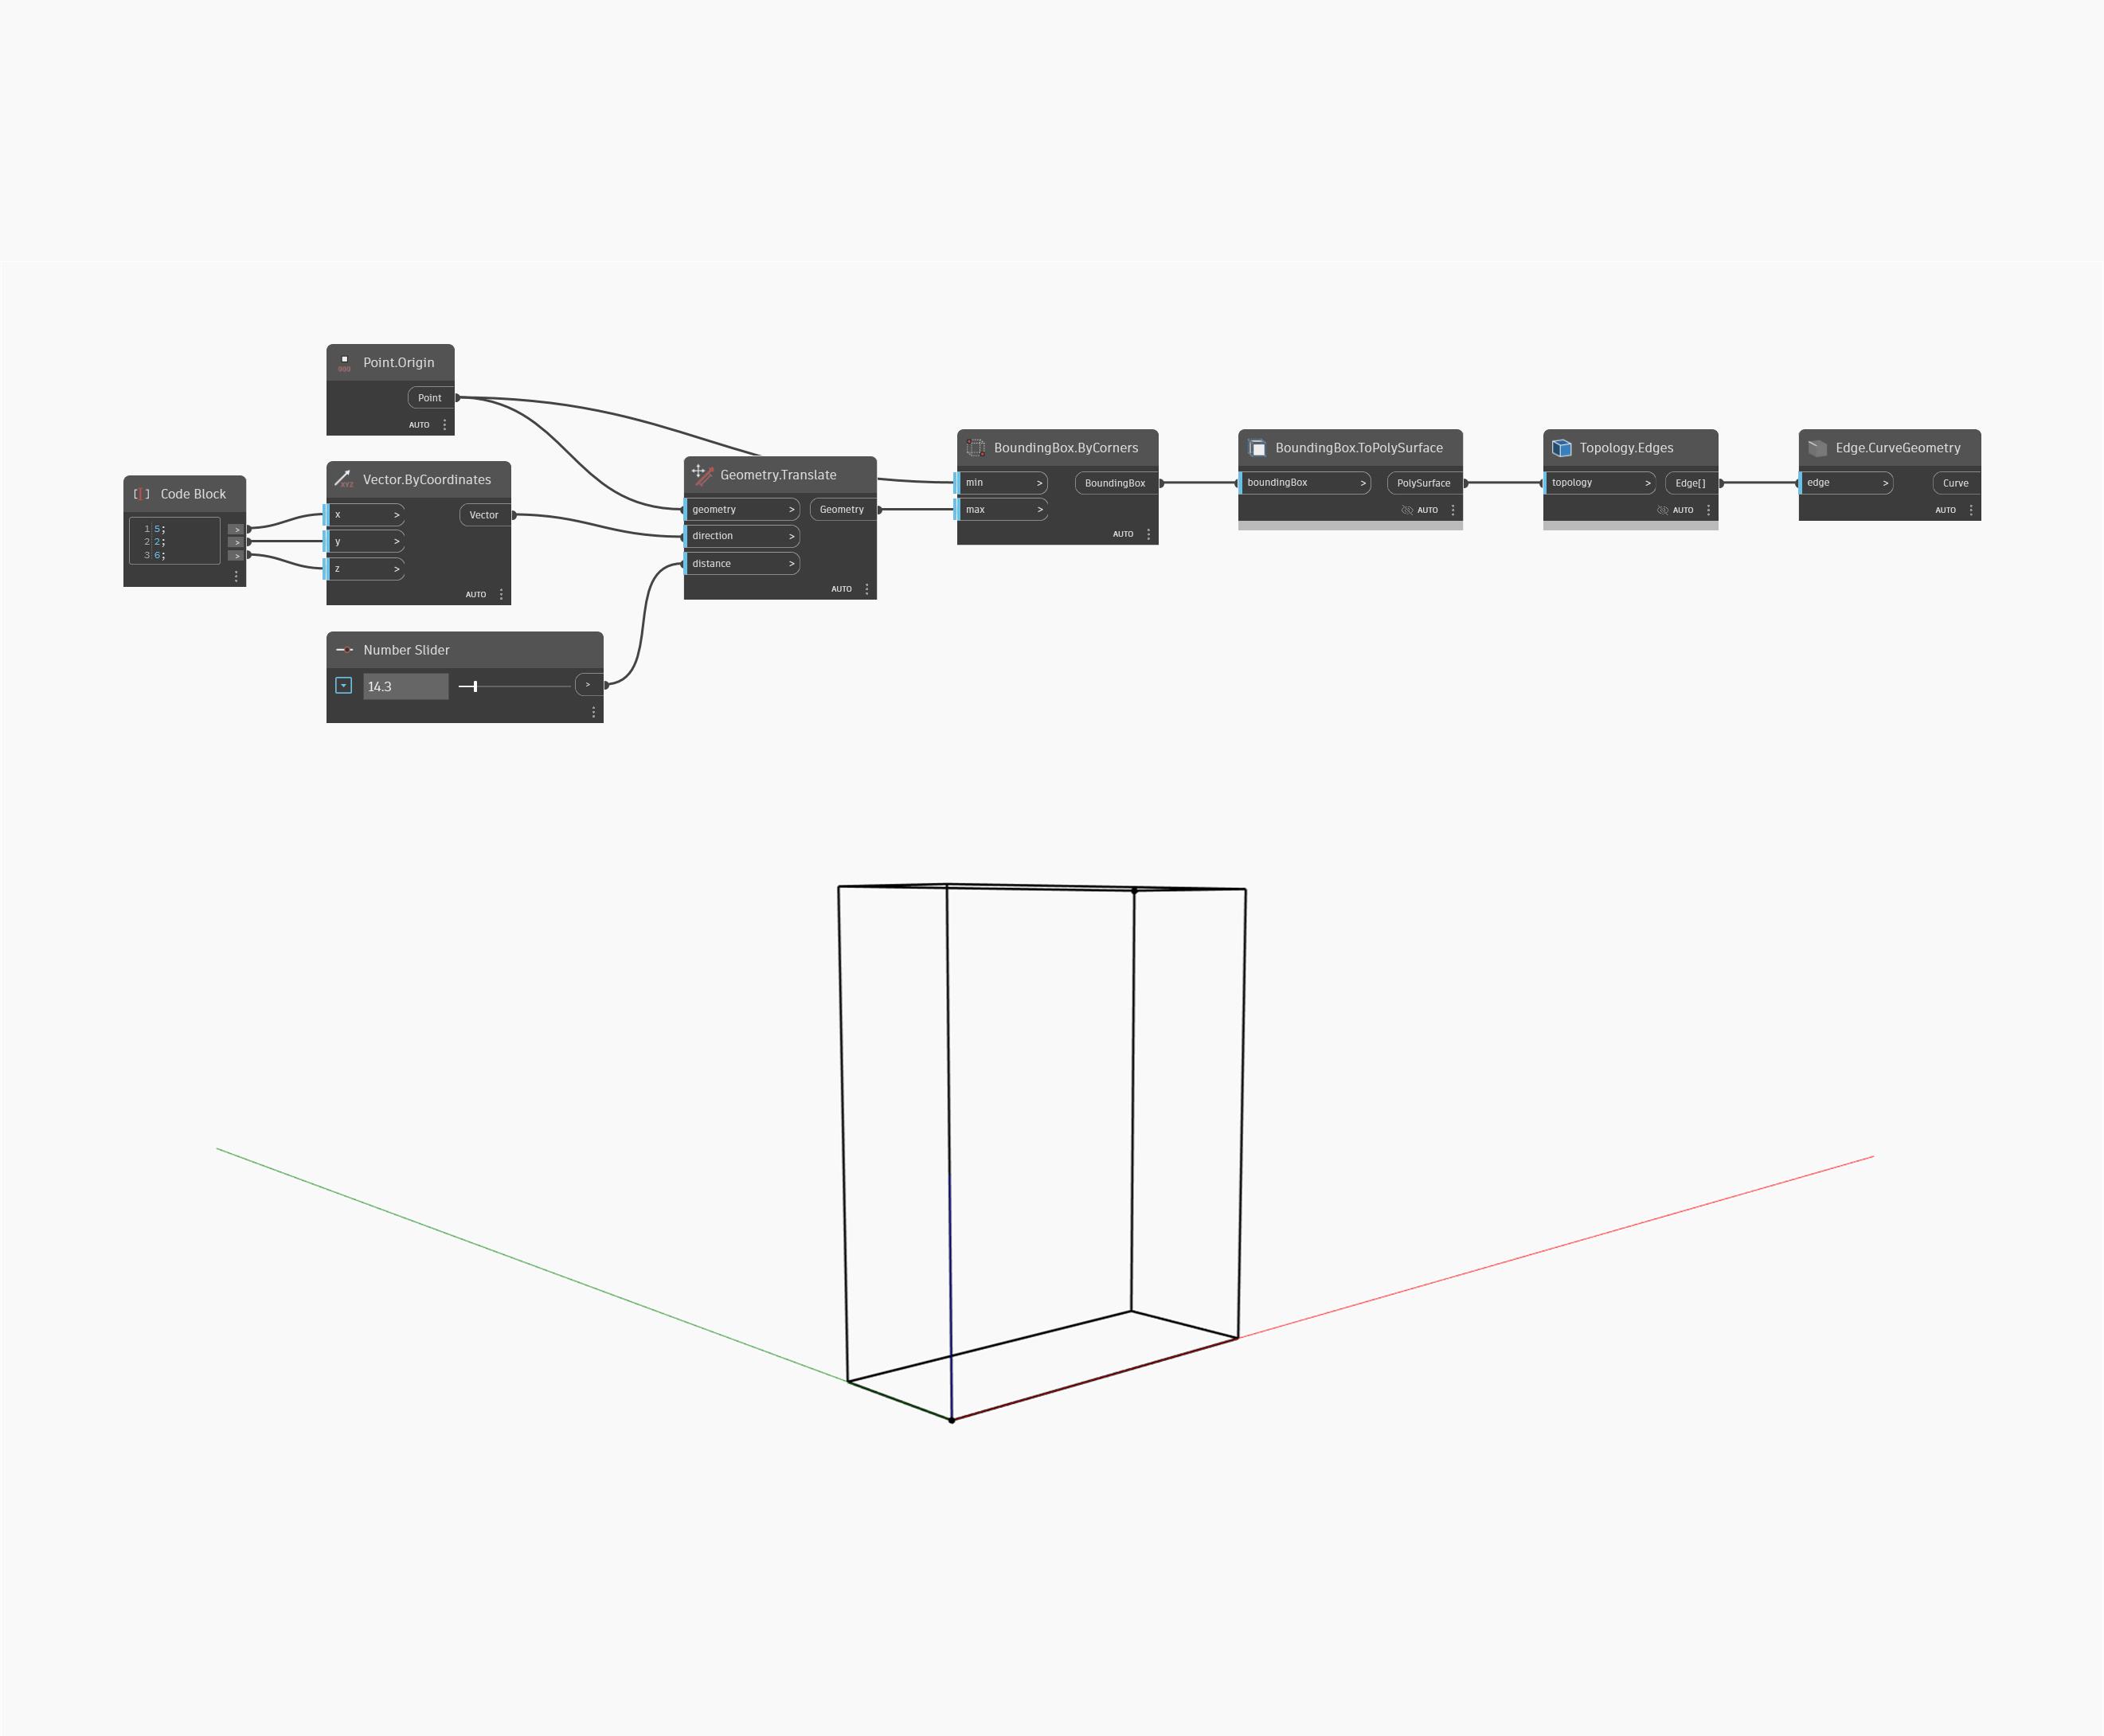 Point.Origin
000
Point
AUTO
Code Block
1 5; >
2 2; >
3 6; >
Vector.ByCoordinates
XYZ
x > Vector
y >
z >
AUTO
Number Slider
14.3 >
Geometry.Translate
geometry > Geometry
direction >
distance >
AUTO
BoundingBox.ByCorners
min > BoundingBox
max >
AUTO
BoundingBox.ToPolySurface
boundingBox > PolySurface
AUTO
Topology.Edges
topology > Edge[]
AUTO
Edge.CurveGeometry
edge > Curve
AUTO